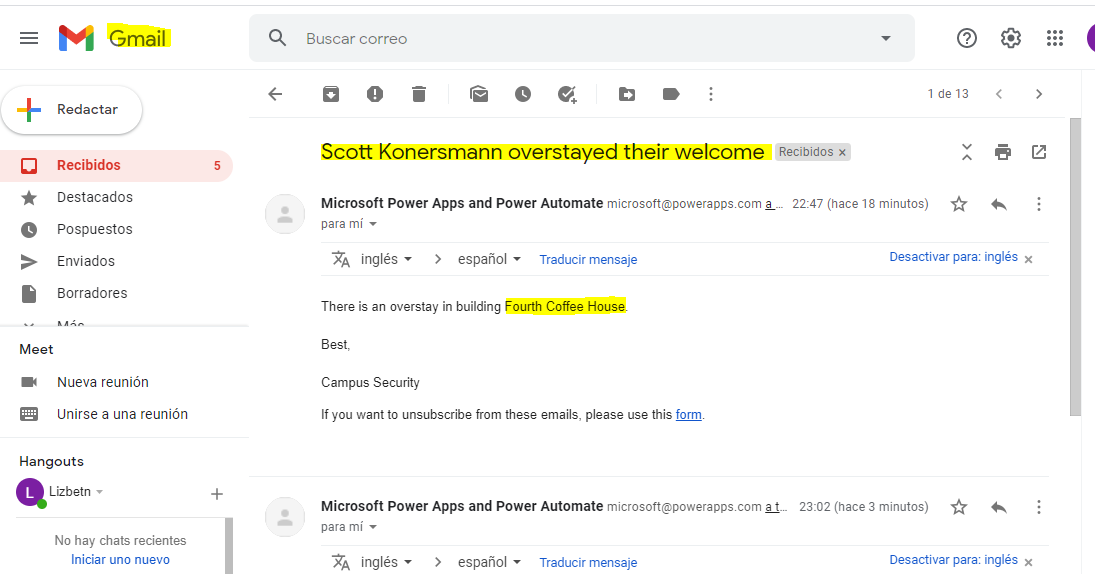 Gmail
Buscar correo
Redactar
1 de 13
Recibidos 5
Destacados
Pospuestos
Enviados
Borradores
Más
Meet
Nueva reunión
Unirse a una reunión
Hangouts
L Lizbetn
No hay chats recientes
Iniciar uno nuevo
Scott Konersmann overstayed their welcome Recibidos x
Microsoft Power Apps and Power Automate microsoft@powerapps.com a ... 22:47 (hace 18 minutos)
para mí
inglés > español Traducir mensaje Desactivar para: inglés x
There is an overstay in building Fourth Coffee House.
Best,
Campus Security
If you want to unsubscribe from these emails, please use this form.
Microsoft Power Apps and Power Automate microsoft@powerapps.com a t... 23:02 (hace 3 minutos)
para mí
inglés > español Traducir mensaje Desactivar para: inglés x